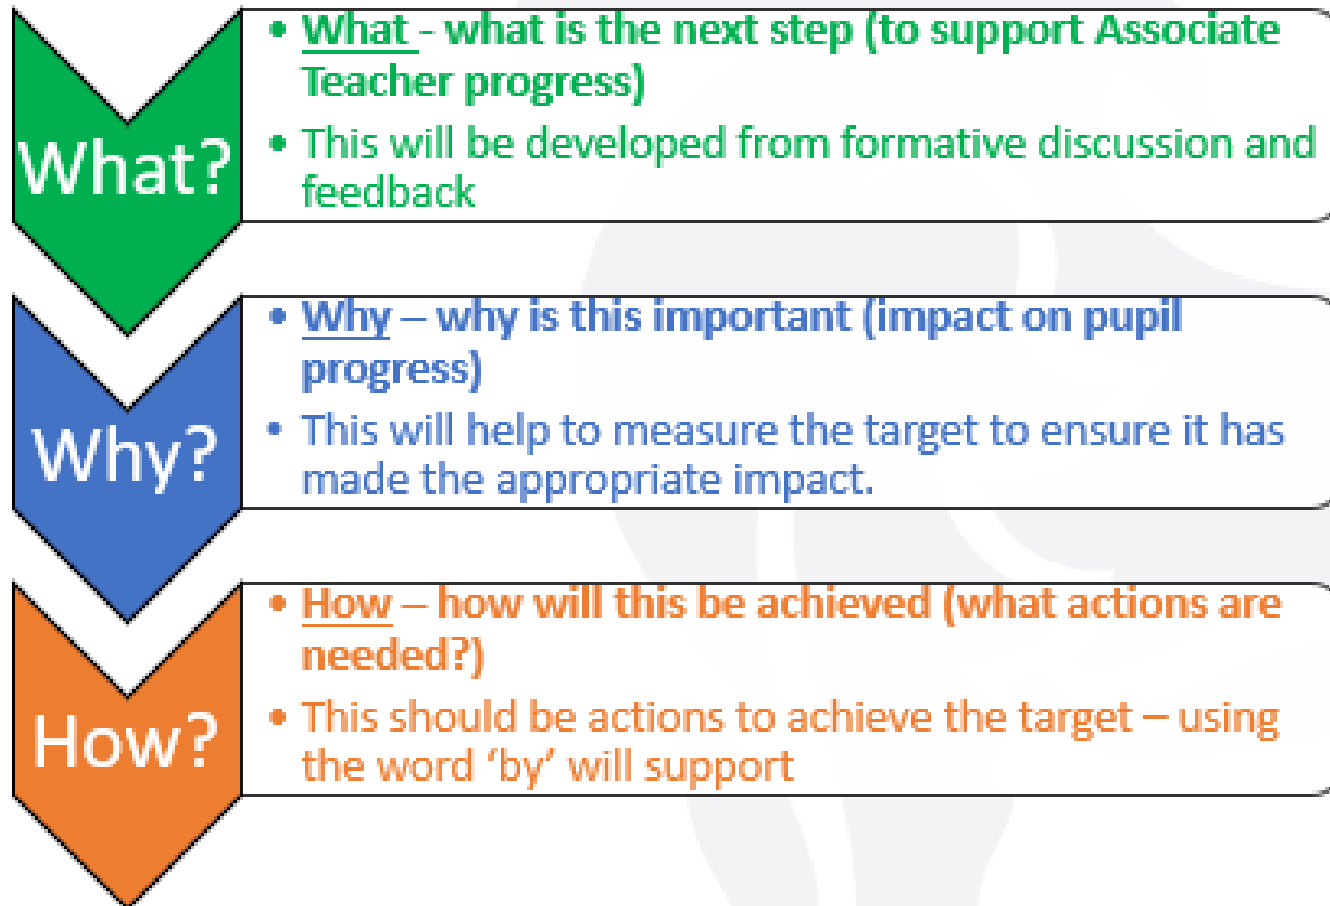 What?
• What - what is the next step (to support Associate
Teacher progress)
• This will be developed from formative discussion and
feedback
Why?
• Why – why is this important (impact on pupil
progress)
• This will help to measure the target to ensure it has
made the appropriate impact.
How?
• How – how will this be achieved (what actions are
needed?)
• This should be actions to achieve the target – using
the word ‘by’ will support